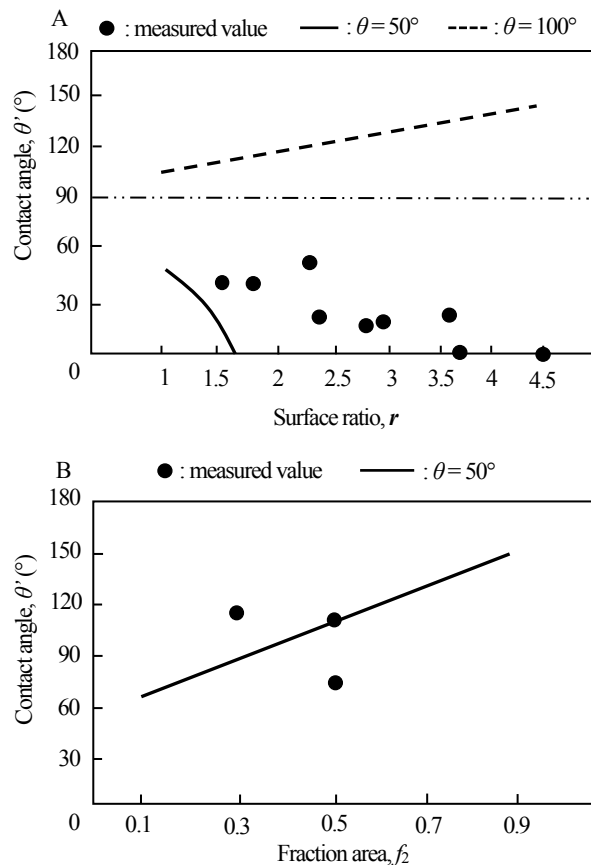 A
● : measured value — : θ = 50° ---- : θ = 100°
180
150
120
90
60
30
0
Contact angle, θ’ (°)
1 1.5 2 2.5 3 3.5 4 4.5
Surface ratio, r
B
● : measured value — : θ = 50°
180
150
120
90
60
30
0
Contact angle, θ’ (°)
0.1 0.3 0.5 0.7 0.9
Fraction area, f₂